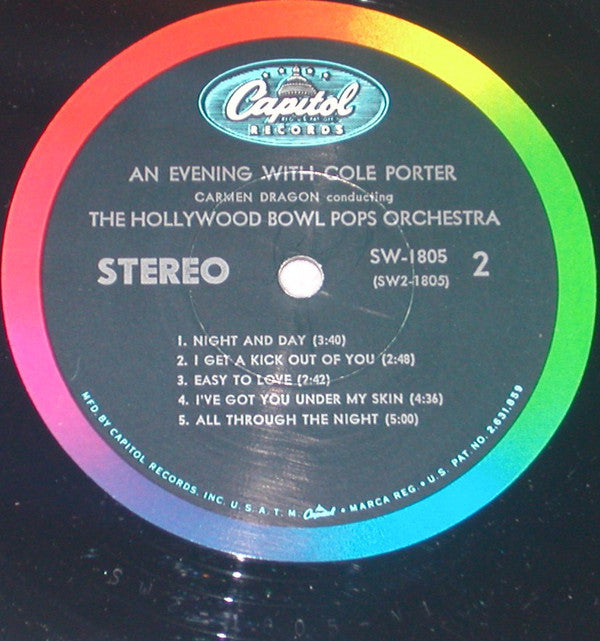 Capitol
RECORDS
AN EVENING WITH COLE PORTER
CARMEN DRAGON conducting
THE HOLLYWOOD BOWL POPS ORCHESTRA
STEREO
SW-1805
(SW2-1805)
2
1. NIGHT AND DAY (3:40)
2. I GET A KICK OUT OF YOU (2:48)
3. EASY TO LOVE (2:42)
4. I'VE GOT YOU UNDER MY SKIN (4:36)
5. ALL THROUGH THE NIGHT (5:00)
MFD. BY CAPITOL RECORDS, INC. U.S.A. T.M. Capitol • MARCA REG. • U.S. PAT. NO. 2,631,859